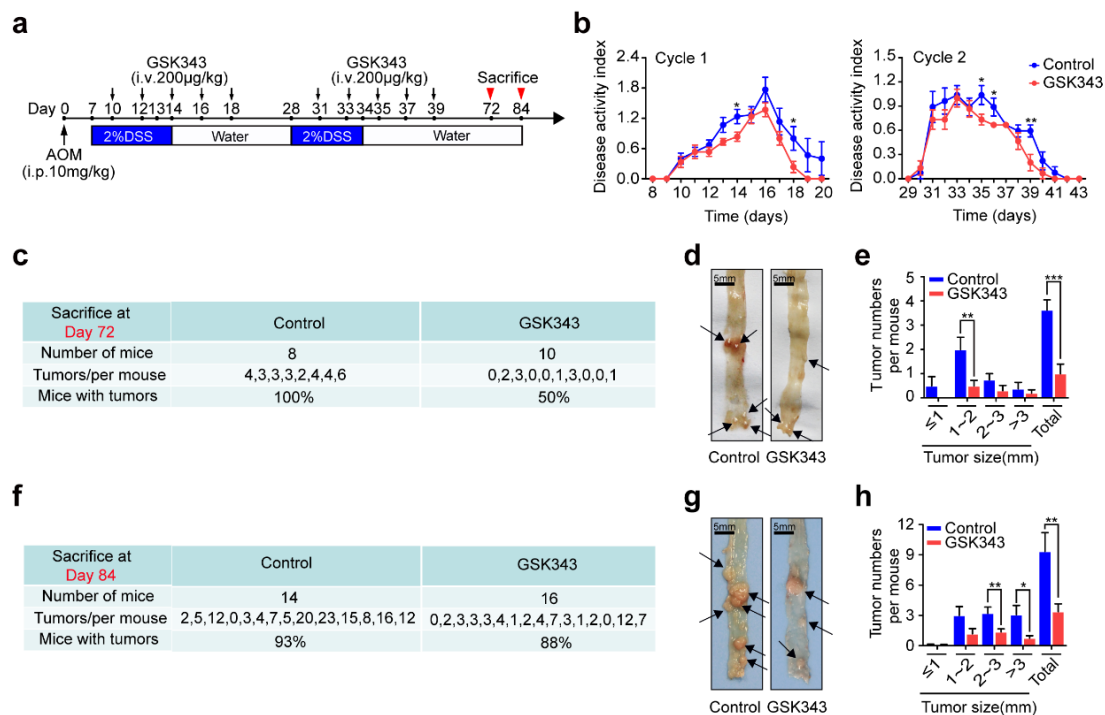 a
GSK343
(i.v.200μg/kg)
GSK343
(i.v.200μg/kg)
Sacrifice
Day 0 7 10 12 13 14 16 18 28 31 33 34 35 37 39 72 84
2%DSS Water 2%DSS Water
AOM
(i.p.10mg/kg)
b
Disease activity index
Cycle 1
2.4
1.8
1.2
0.6
0.0
* *
8 10 12 14 16 18 20
Time (days)
Disease activity index
Cycle 2
1.5
1.2
0.9
0.6
0.3
0.0
* * **
29 31 33 35 37 39 41 43
Time (days)
Control
GSK343
c
Sacrifice at
Day 72
Control GSK343
Number of mice 8 10
Tumors/per mouse 4,3,3,3,2,4,4,6 0,2,3,0,0,1,3,0,0,1
Mice with tumors 100% 50%
d
5mm 5mm
Control GSK343
e
Tumor numbers
per mouse
5
4
3
1
0
Control
GSK343
** ***
≤1 1~2 2~3 >3 Total
Tumor size(mm)
f
Sacrifice at
Day 84
Control GSK343
Number of mice 14 16
Tumors/per mouse 2,5,12,0,3,4,7,5,20,23,15,8,16,12 0,2,3,3,3,4,1,2,4,7,3,1,2,0,12,7
Mice with tumors 93% 88%
g
5mm 5mm
Control GSK343
h
Tumor numbers
per mouse
12
9
6
3
0
Control
GSK343
** * **
≤1 1~2 2~3 >3 Total
Tumor size(mm)